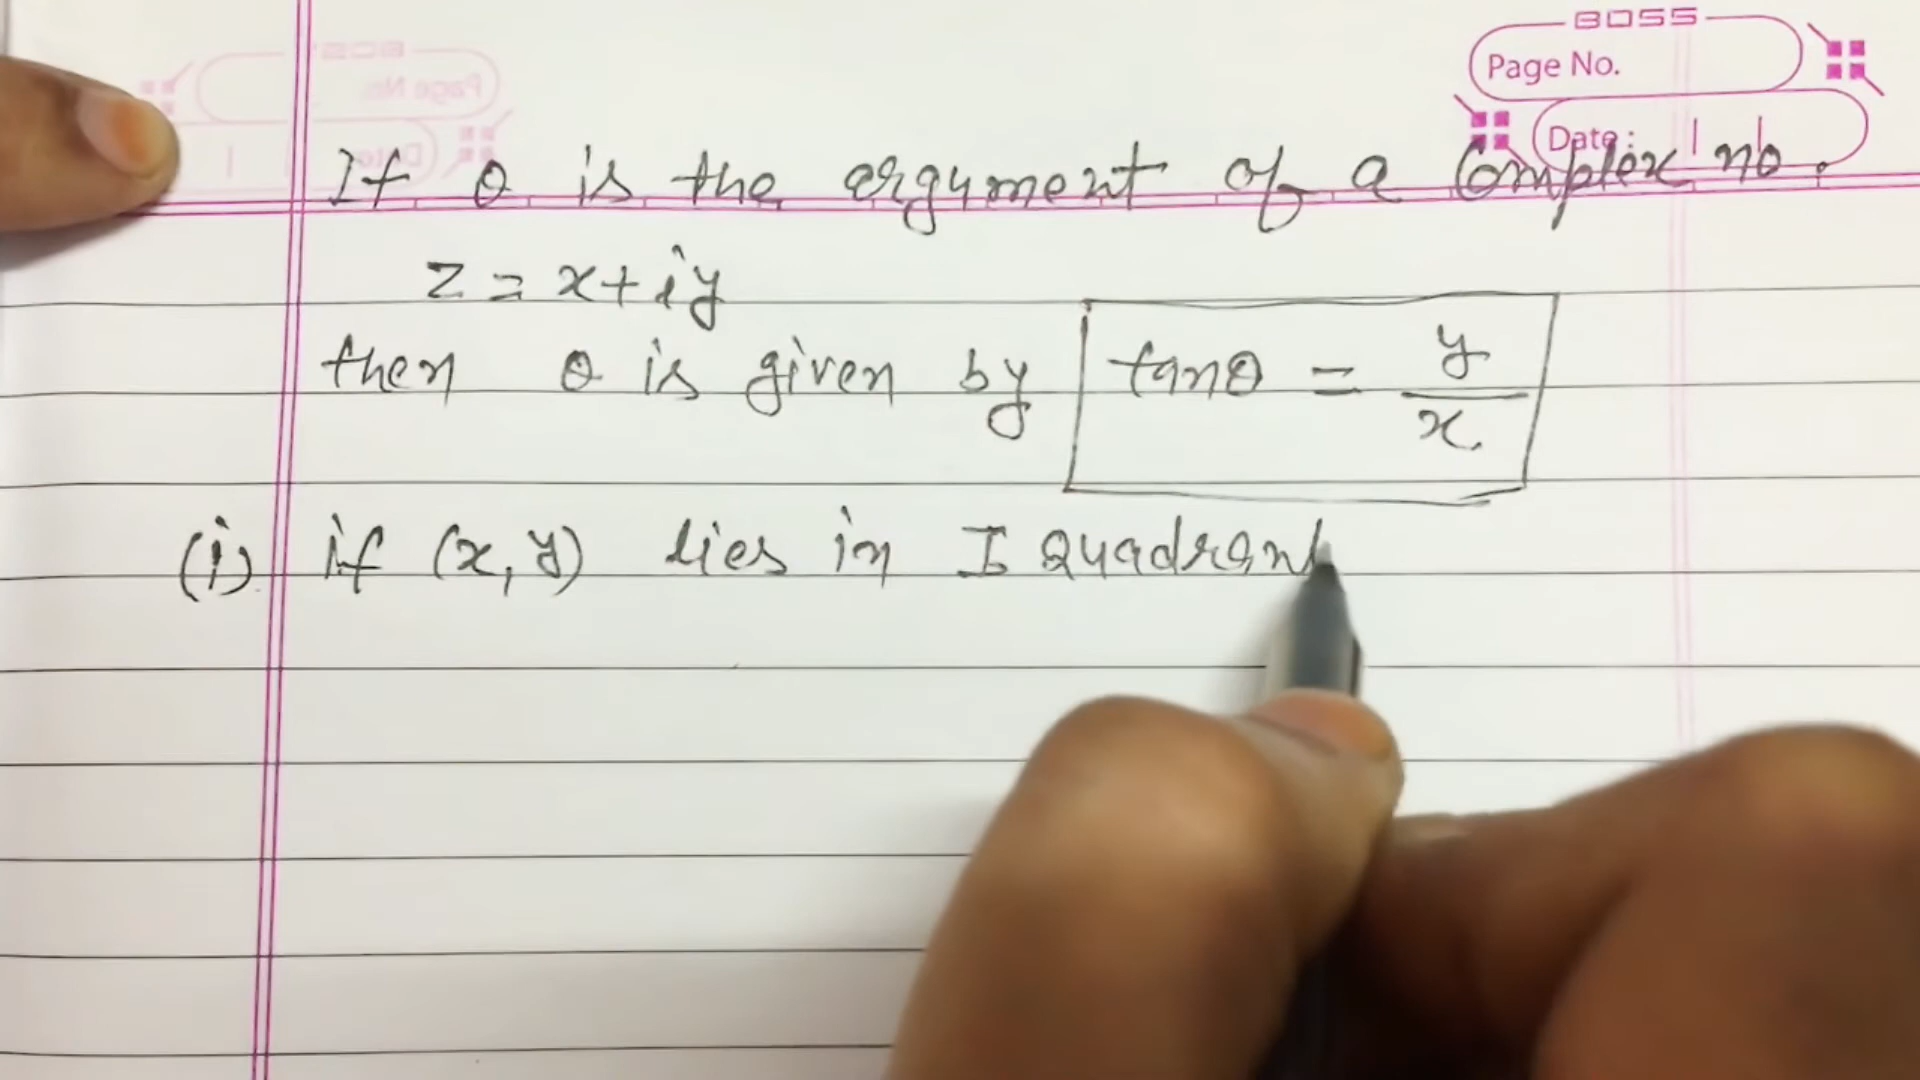 BOSS
Page No.
Date:
If θ is the argument of a Complex no.
z = x+iy
then θ is given by tanθ = y/x
(i) if (x, y) lies in I Quadrant